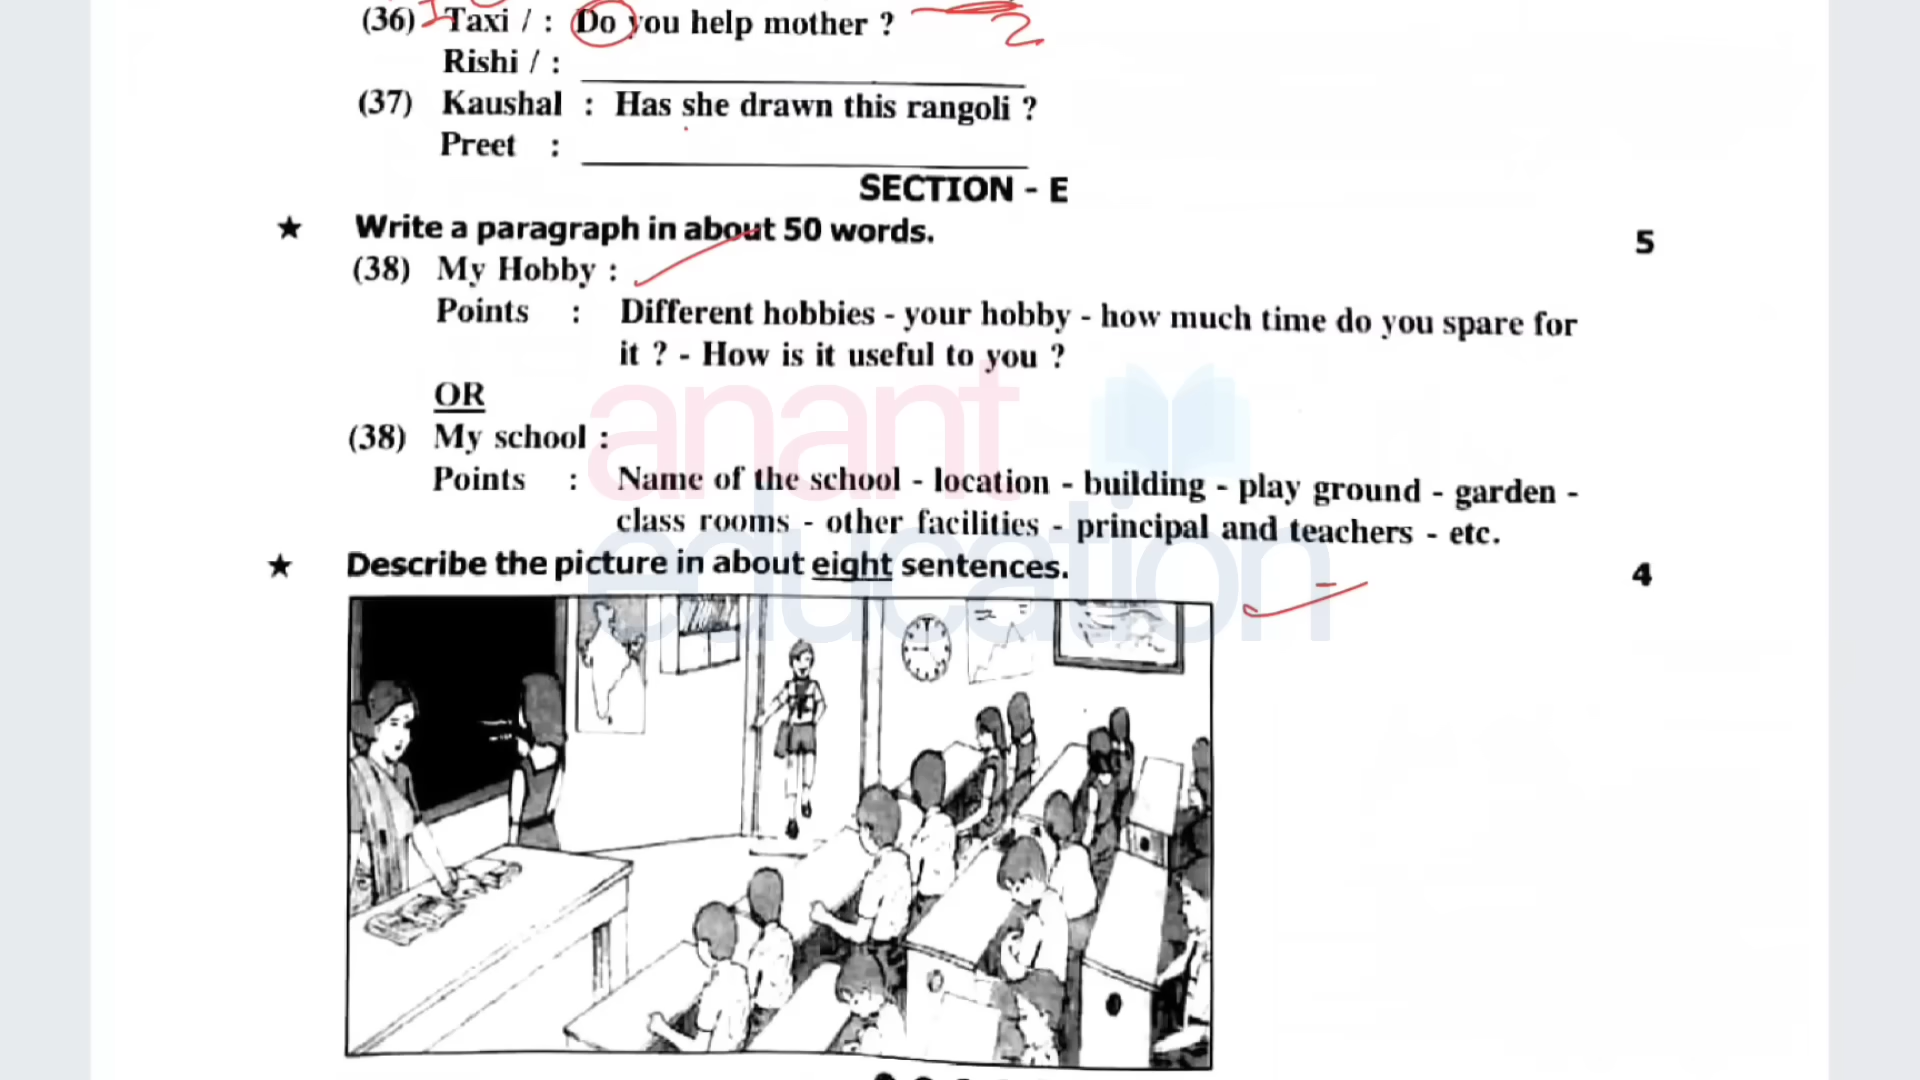 (36) Taxi / : Do you help mother ?
Rishi / :
(37) Kaushal : Has she drawn this rangoli ?
Preet :
SECTION - E
★ Write a paragraph in about 50 words. 5
(38) My Hobby :
Points : Different hobbies - your hobby - how much time do you spare for
it ? - How is it useful to you ?
OR
(38) My school :
Points : Name of the school - location - building - play ground - garden -
class rooms - other facilities - principal and teachers - etc.
★ Describe the picture in about eight sentences. 4
anant
education